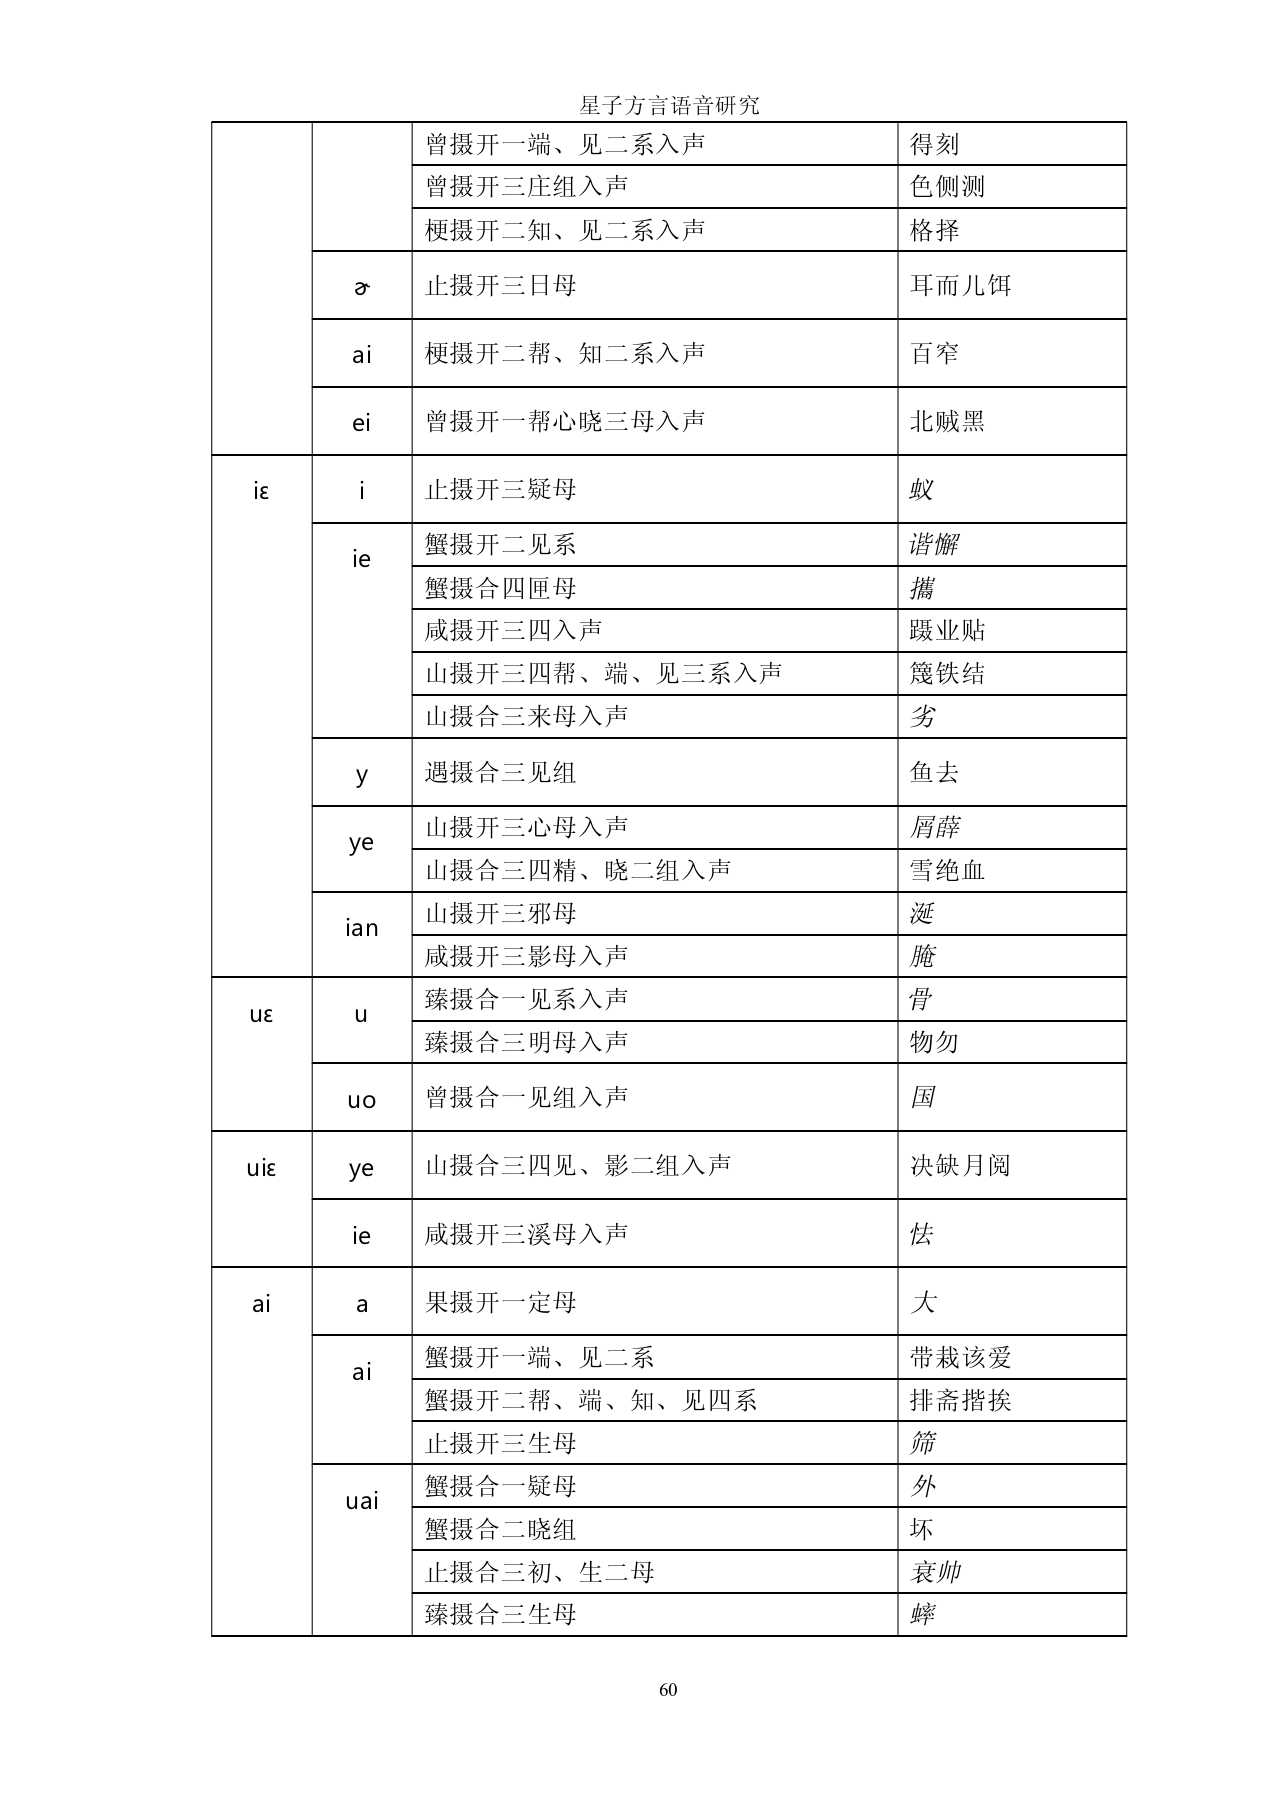 星子方言语音研究
曾摄开一端、见二系入声 得刻
曾摄开三庄组入声 色侧测
梗摄开二知、见二系入声 格择
ɚ 止摄开三日母 耳而儿饵
ai 梗摄开二帮、知二系入声 百窄
ei 曾摄开一帮心晓三母入声 北贼黑
iɛ i 止摄开三疑母 蚁
ie 蟹摄开二见系 谐懈
蟹摄合四匣母 攜
咸摄开三四入声 蹑业贴
山摄开三四帮、端、见三系入声 篾铁结
山摄合三来母入声 劣
y 遇摄合三见组 鱼去
ye 山摄开三心母入声 屑薛
山摄合三四精、晓二组入声 雪绝血
ian 山摄开三邪母 涎
咸摄开三影母入声 腌
uɛ u 臻摄合一见系入声 骨
臻摄合三明母入声 物勿
uo 曾摄合一见组入声 国
uiɛ ye 山摄合三四见、影二组入声 决缺月阅
ie 咸摄开三溪母入声 怯
ai a 果摄开一定母 大
ai 蟹摄开一端、见二系 带栽该爱
蟹摄开二帮、端、知、见四系 排斋揩挨
止摄开三生母 筛
uai 蟹摄合一疑母 外
蟹摄合二晓组 坏
止摄合三初、生二母 衰帅
臻摄合三生母 蟀
60